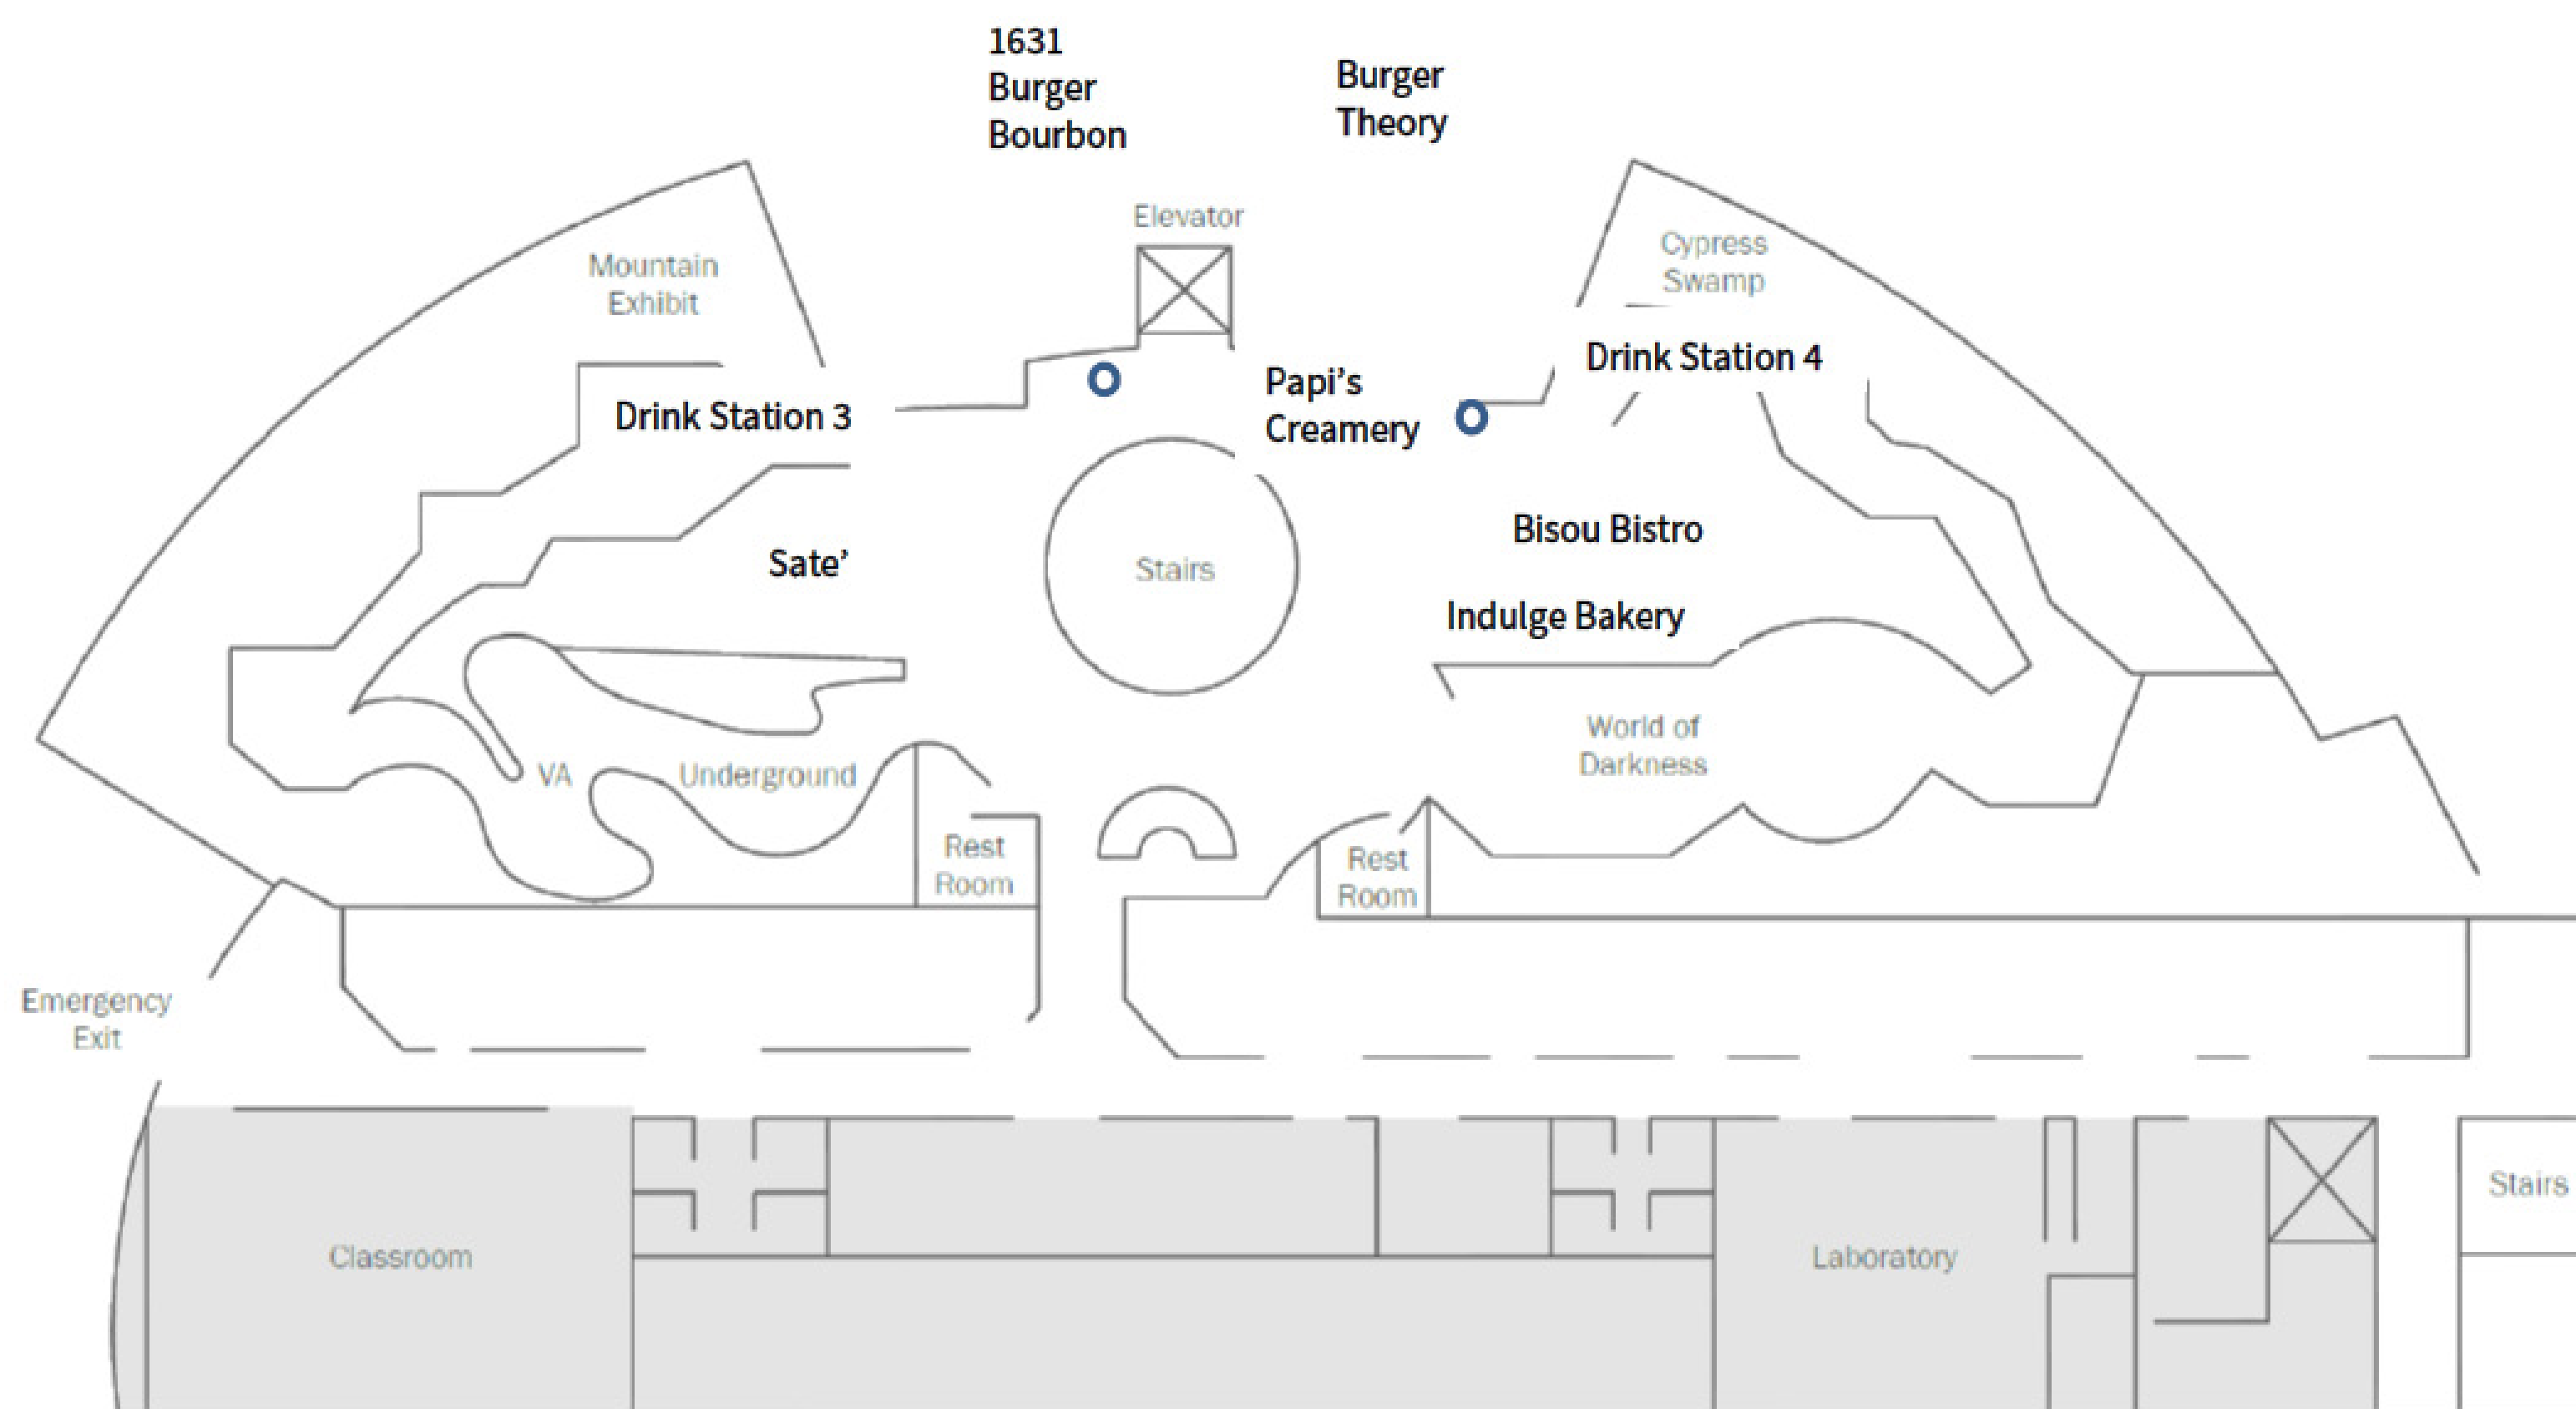 1631
Burger
Bourbon
Burger
Theory
Elevator
Mountain
Exhibit
Cypress
Swamp
Drink Station 4
Papi’s
Creamery
Drink Station 3
Bisou Bistro
Sate’
Stairs
Indulge Bakery
World of
Darkness
VA
Underground
Rest
Room
Rest
Room
Emergency
Exit
Stairs
Classroom
Laboratory